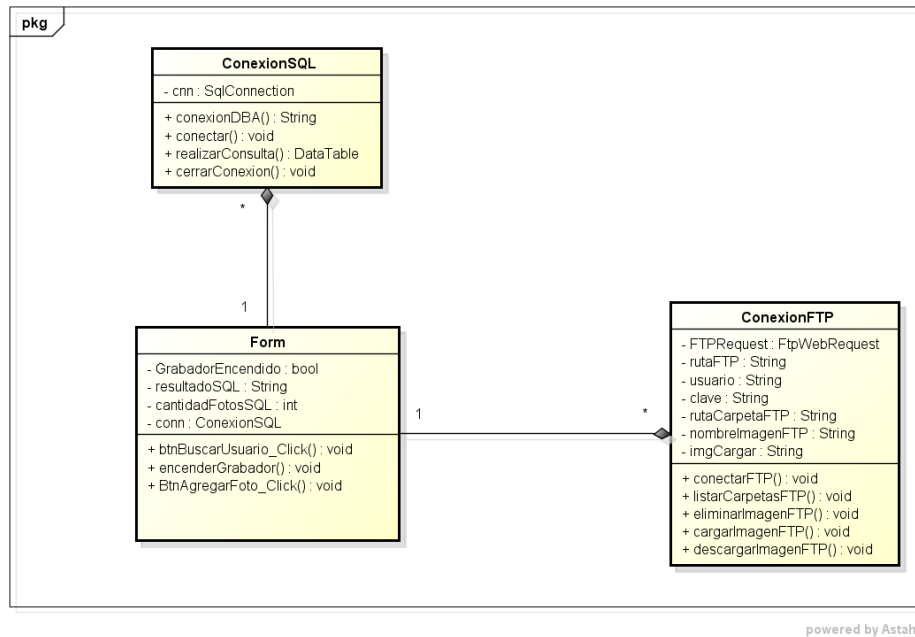 pkg
ConexionSQL
- cnn : SqlConnection
+ conexionDBA() : String
+ conectar() : void
+ realizarConsulta() : DataTable
+ cerrarConexion() : void
*
1
Form
- GrabadorEncendido : bool
- resultadoSQL : String
- cantidadFotosSQL : int
- conn : ConexionSQL
+ btnBuscarUsuario_Click() : void
+ encenderGrabador() : void
+ BtnAgregarFoto_Click() : void
1
*
ConexionFTP
- FTPRequest : FtpWebRequest
- rutaFTP : String
- usuario : String
- clave : String
- rutaCarpetaFTP : String
- nombreImagenFTP : String
- imgCargar : String
+ conectarFTP() : void
+ listarCarpetasFTP() : void
+ eliminarImagenFTP() : void
+ cargarImagenFTP() : void
+ descargarImagenFTP() : void
powered by Astah